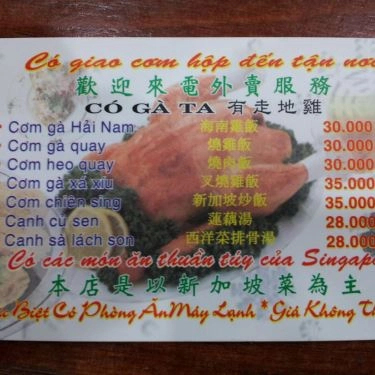 Có giao cơm hộp đến tận nơi
歡迎來電外賣服務
CÓ GÀ TA 有走地雞
Cơm gà Hải Nam 海南雞飯 30.000
Cơm gà quay 燒雞飯 30.000
Cơm heo quay 燒肉飯 30.000
Cơm gà xá xíu 叉燒雞飯 35.000
Cơm chiên sing 新加坡炒飯 35.000
Canh củ sen 蓮藕湯 28.000
Canh sà lách son 西洋菜排骨湯 28.000
Có các món ăn thuần túy của Singap
本店是以新加坡菜為主
Biệt Có Phòng Ăn Máy Lạnh * Giá Không